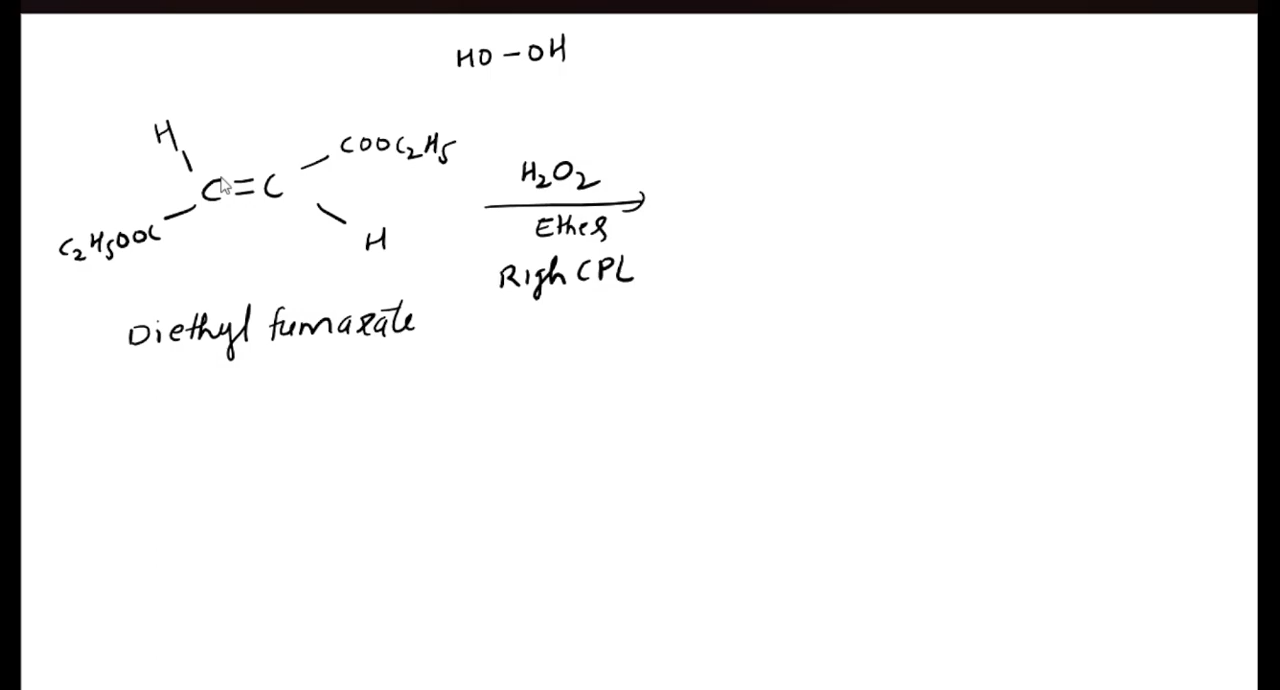 HO-OH
H
COOC2H5
C=C
H2O2
C2H5OOC
H
Ether
Righ CPL
Diethyl fumarate